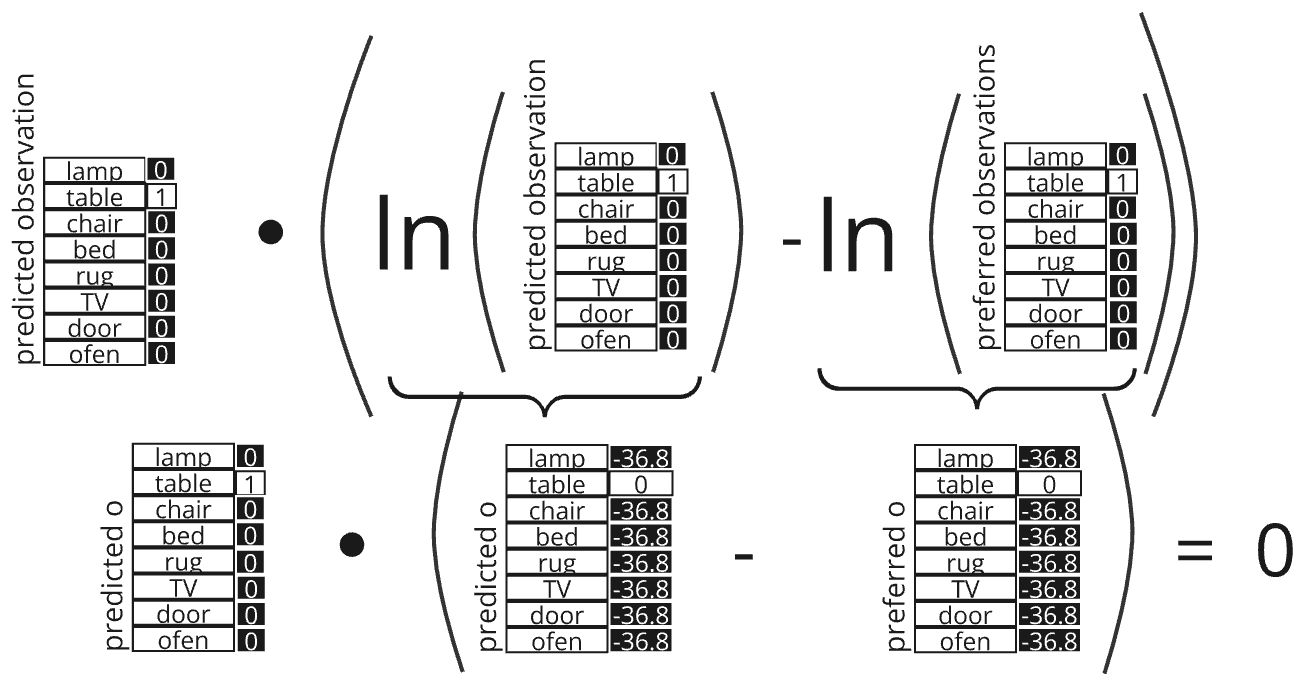 predicted observation
lamp 0
table 1
chair 0
bed 0
rug 0
TV 0
door 0
ofen 0
•
ln
predicted observation
lamp 0
table 1
chair 0
bed 0
rug 0
TV 0
door 0
ofen 0
-ln
preferred observations
lamp 0
table 1
chair 0
bed 0
rug 0
TV 0
door 0
ofen 0
predicted o
lamp 0
table 1
chair 0
bed 0
rug 0
TV 0
door 0
ofen 0
•
predicted o
lamp -36.8
table 0
chair -36.8
bed -36.8
rug -36.8
TV -36.8
door -36.8
ofen -36.8
-
preferred o
lamp -36.8
table 0
chair -36.8
bed -36.8
rug -36.8
TV -36.8
door -36.8
ofen -36.8
= 0